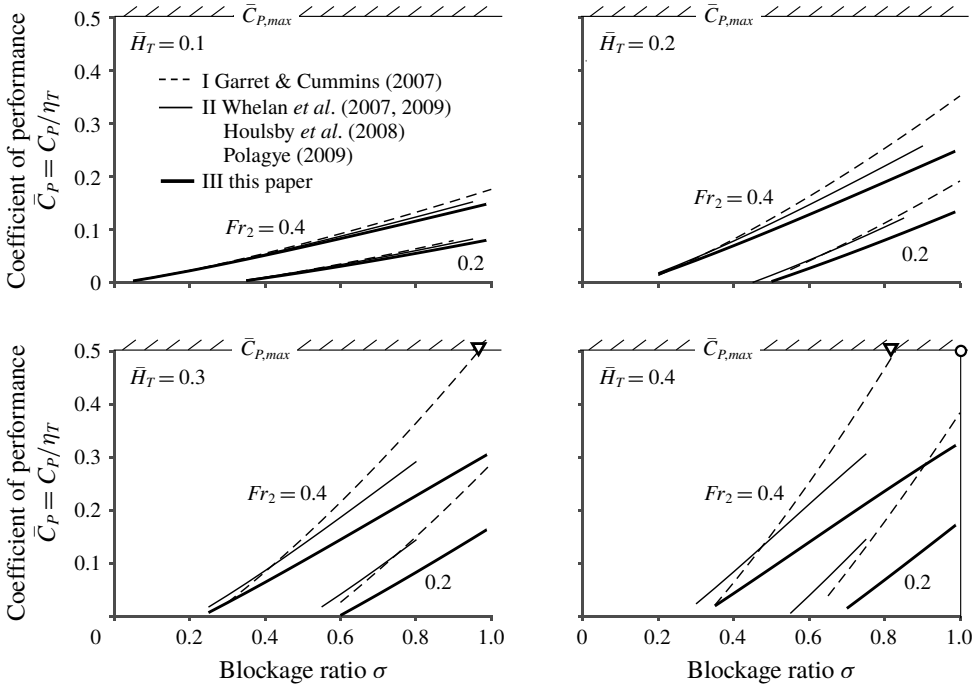 0.5
C̄P,max
H̄T = 0.1
0.4
0.3
0.2
0.1
0
I Garret & Cummins (2007)
II Whelan et al. (2007, 2009)
Houlsby et al. (2008)
Polagye (2009)
III this paper
Fr2 = 0.4
0.2
Coefficient of performance
C̄P = CP/ηT
C̄P,max
H̄T = 0.2
Fr2 = 0.4
0.2
0.5
C̄P,max
H̄T = 0.3
0.4
0.3
0.2
0.1
Fr2 = 0.4
0.2
Coefficient of performance
C̄P = CP/ηT
0 0.2 0.4 0.6 0.8 1.0
Blockage ratio σ
C̄P,max
H̄T = 0.4
Fr2 = 0.4
0.2
0 0.2 0.4 0.6 0.8 1.0
Blockage ratio σ